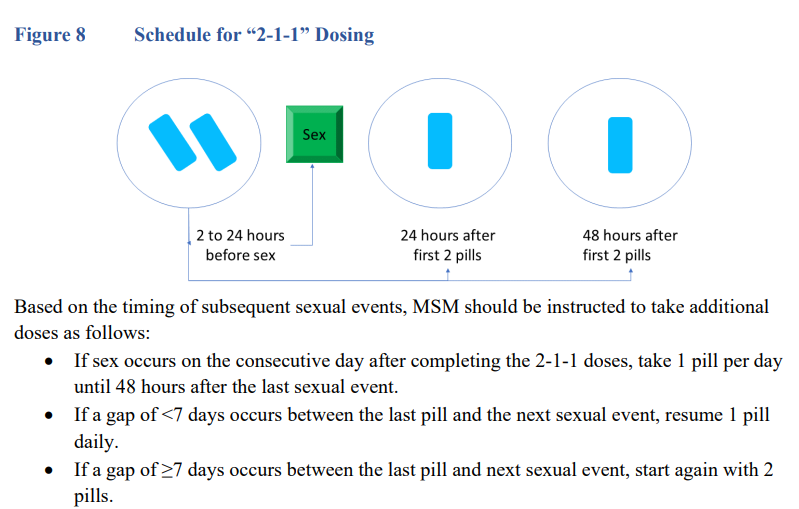 Figure 8 Schedule for “2-1-1” Dosing
Sex
2 to 24 hours
before sex
24 hours after
first 2 pills
48 hours after
first 2 pills
Based on the timing of subsequent sexual events, MSM should be instructed to take additional
doses as follows:
• If sex occurs on the consecutive day after completing the 2-1-1 doses, take 1 pill per day
until 48 hours after the last sexual event.
• If a gap of <7 days occurs between the last pill and the next sexual event, resume 1 pill
daily.
• If a gap of ≥7 days occurs between the last pill and next sexual event, start again with 2
pills.